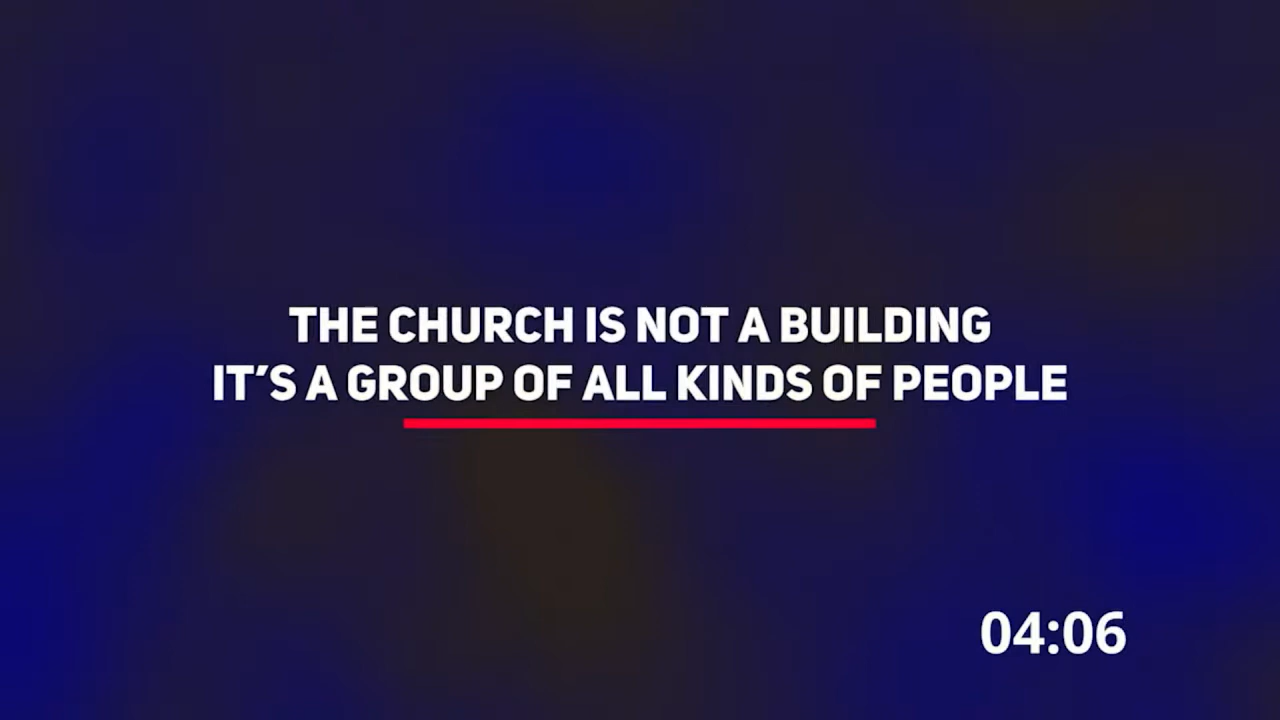 THE CHURCH IS NOT A BUILDING
IT’S A GROUP OF ALL KINDS OF PEOPLE
04:06